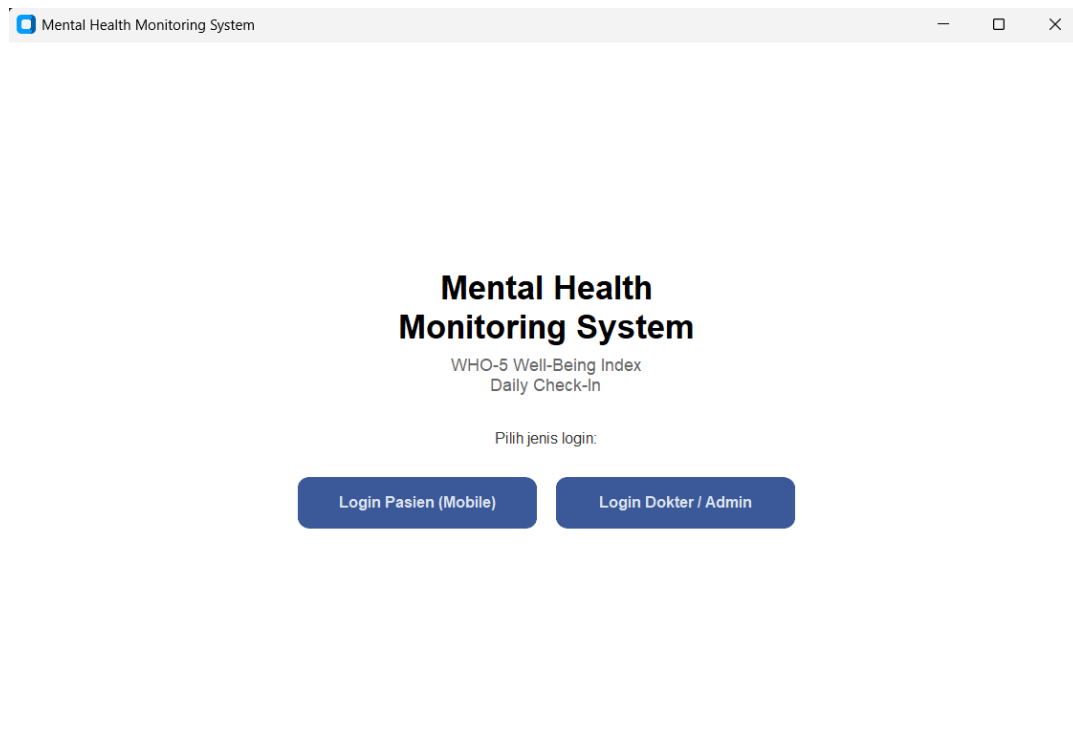 Mental Health Monitoring System
Mental Health
Monitoring System
WHO-5 Well-Being Index
Daily Check-In
Pilih jenis login:
Login Pasien (Mobile)
Login Dokter / Admin